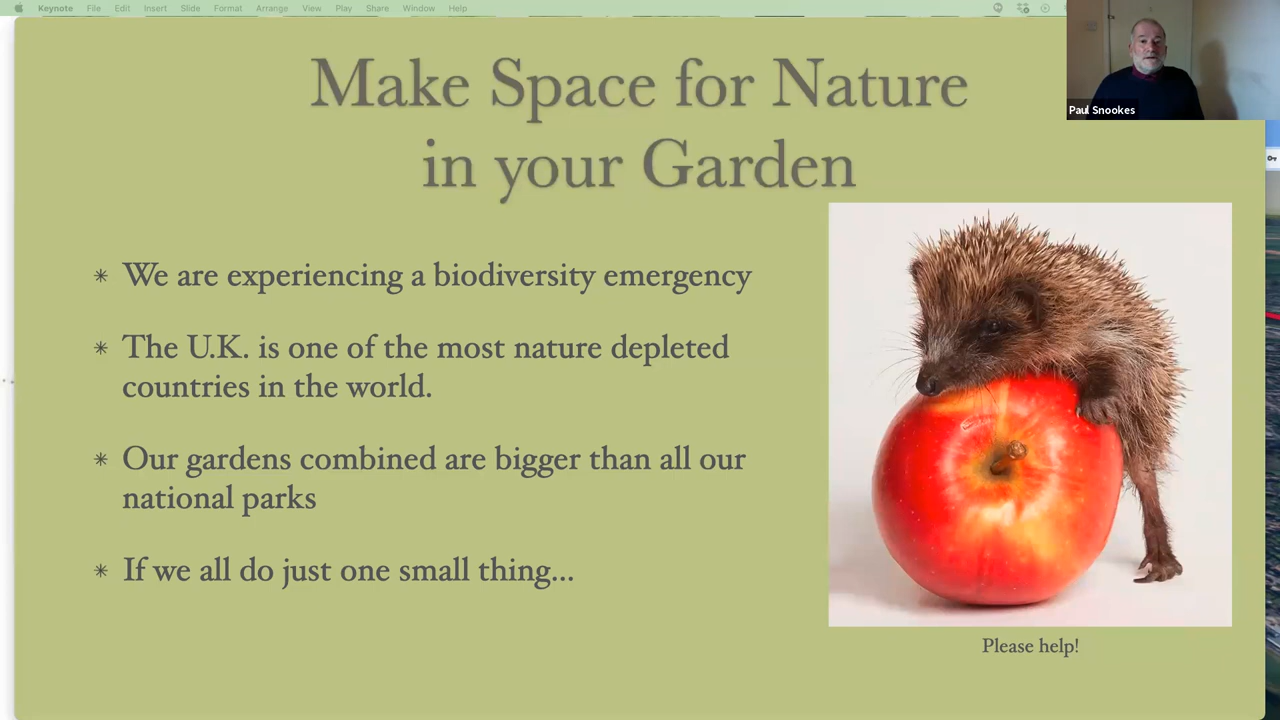 Keynote File Edit Insert Slide Format Arrange View Play Share Window Help
Paul Snookes
Make Space for Nature
in your Garden
We are experiencing a biodiversity emergency
The U.K. is one of the most nature depleted
countries in the world.
Our gardens combined are bigger than all our
national parks
If we all do just one small thing...
Please help!